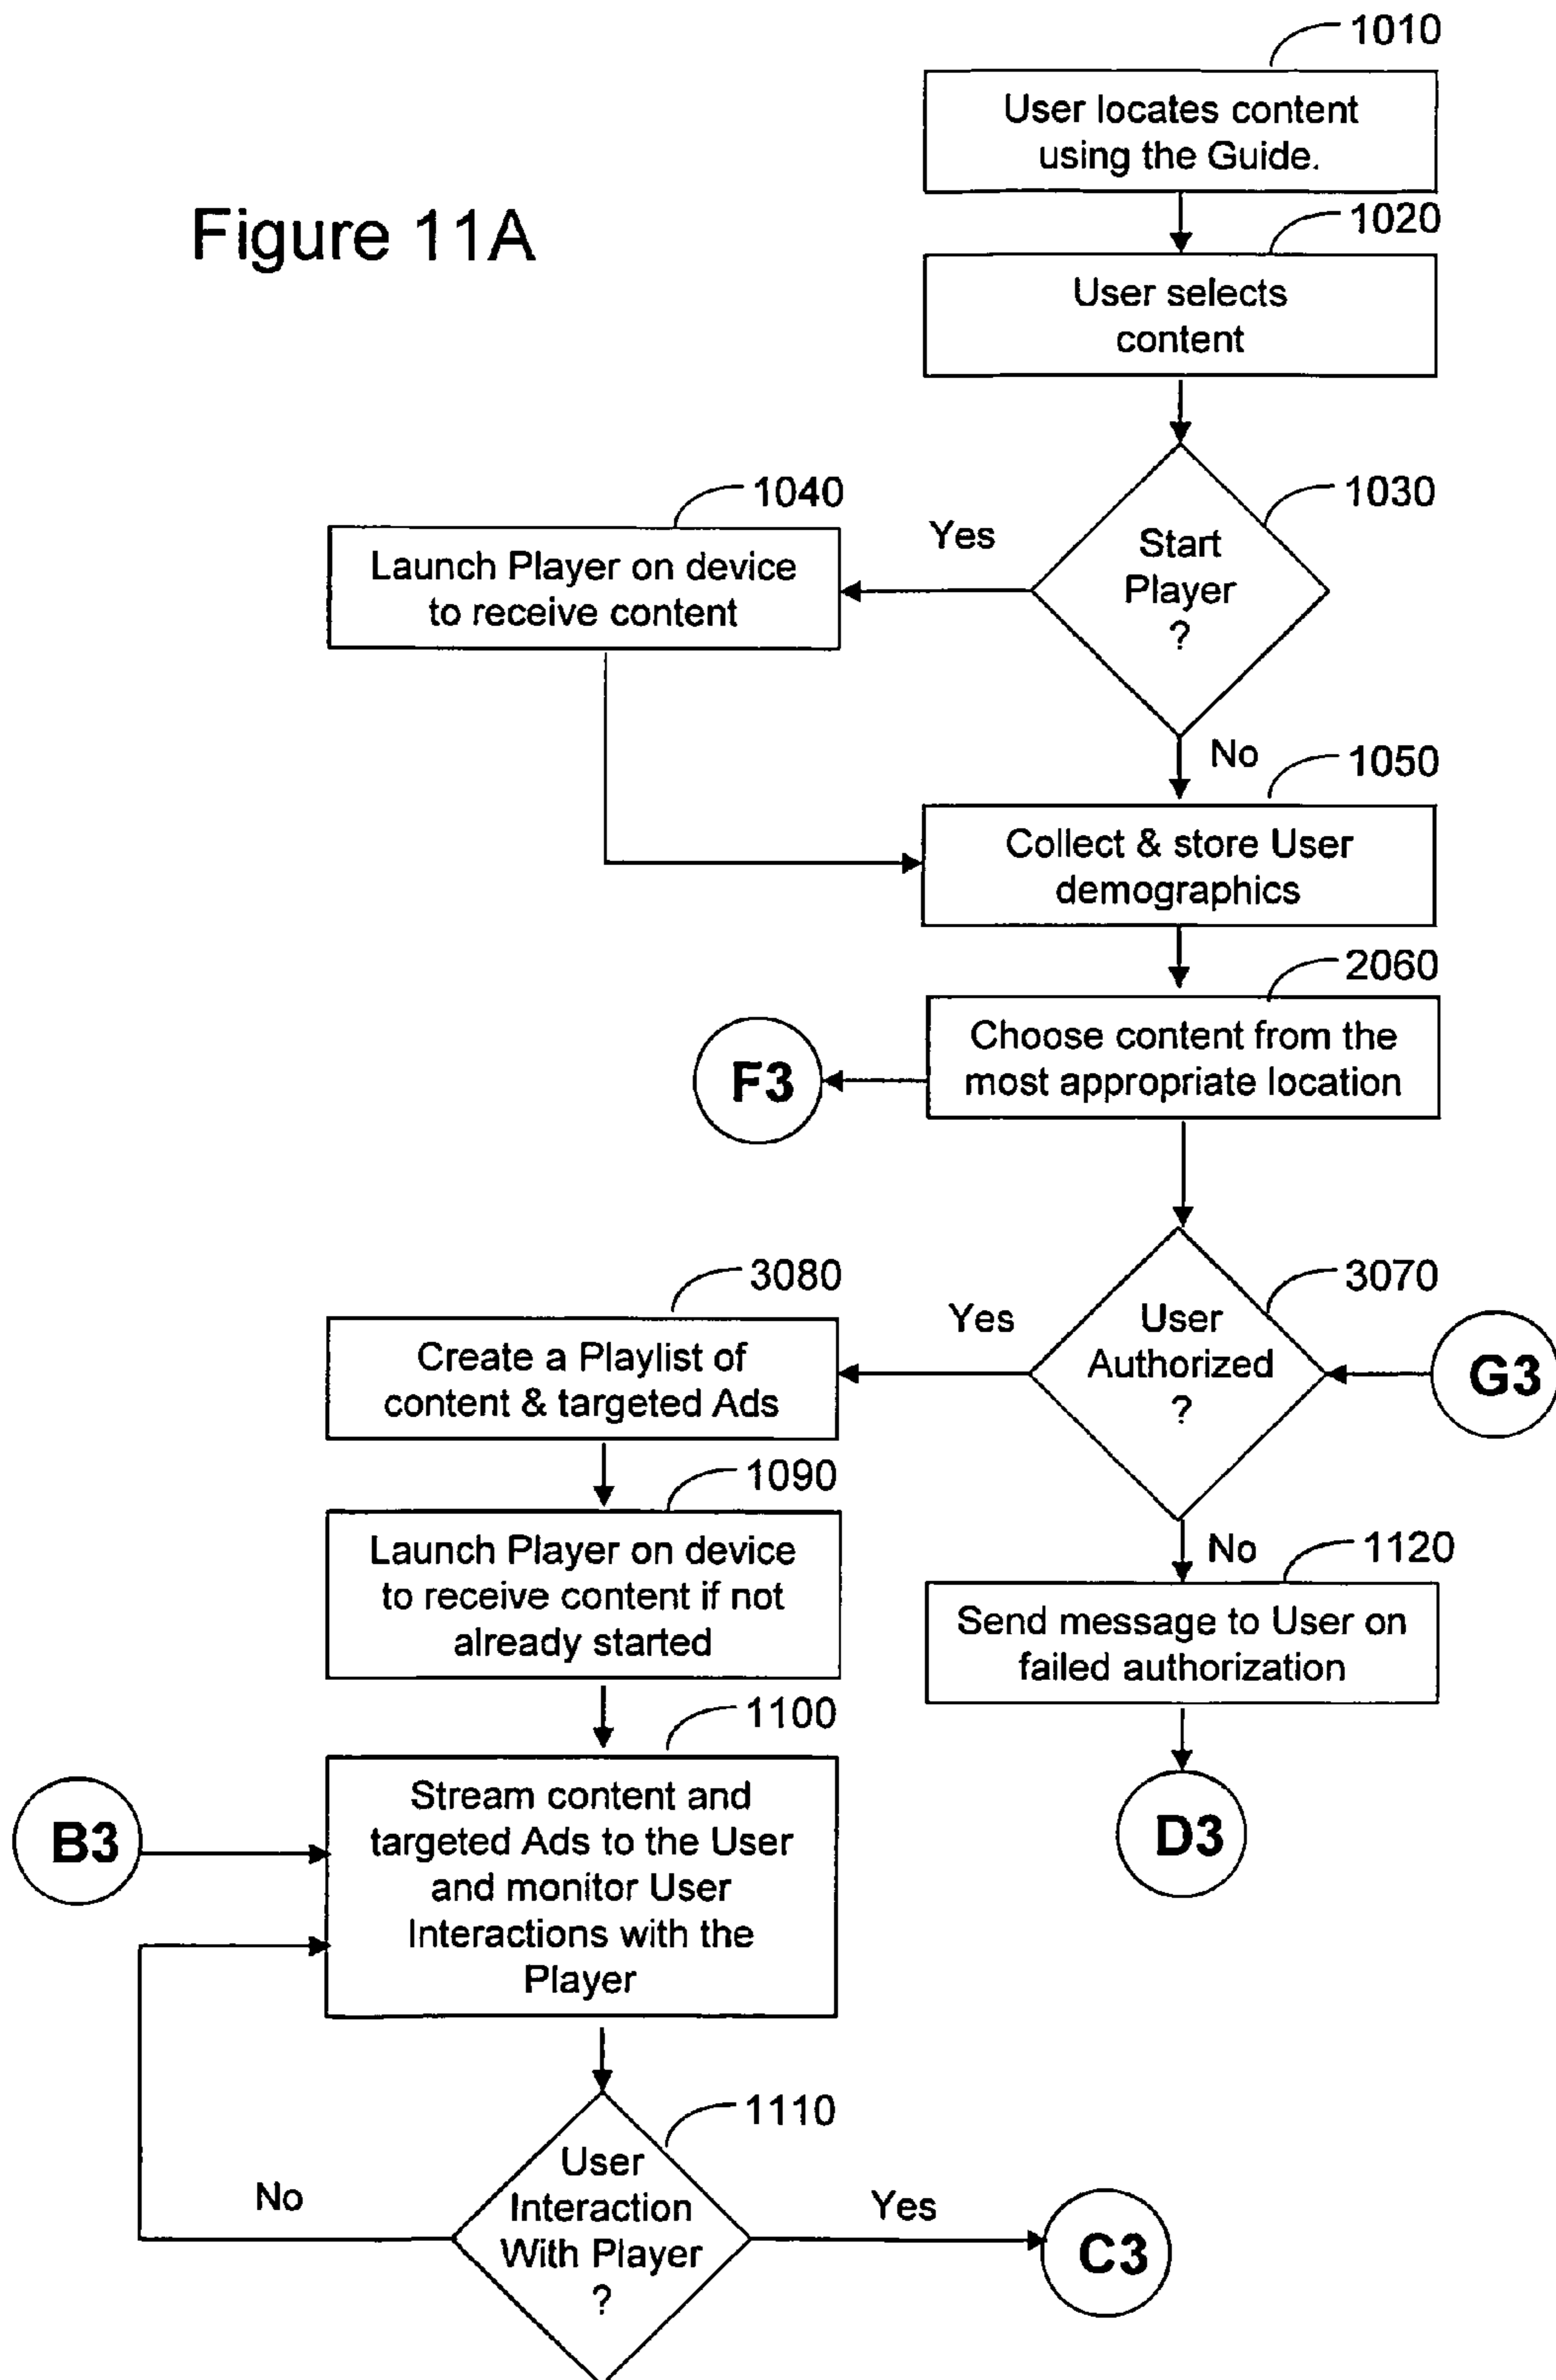 1010
User locates content
using the Guide.
Figure 11A
1020
User selects
content
1040
1030
Launch Player on device
to receive content
Yes
Start
Player
?
No
1050
Collect & store User
demographics
2060
Choose content from the
most appropriate location
F3
3080
3070
Create a Playlist of
content & targeted Ads
Yes
User
Authorized
?
G3
1090
Launch Player on device
to receive content if not
already started
No
1120
Send message to User on
failed authorization
1100
B3
Stream content and
targeted Ads to the User
and monitor User
Interactions with the
Player
D3
1110
No
User
Interaction
With Player
?
Yes
C3